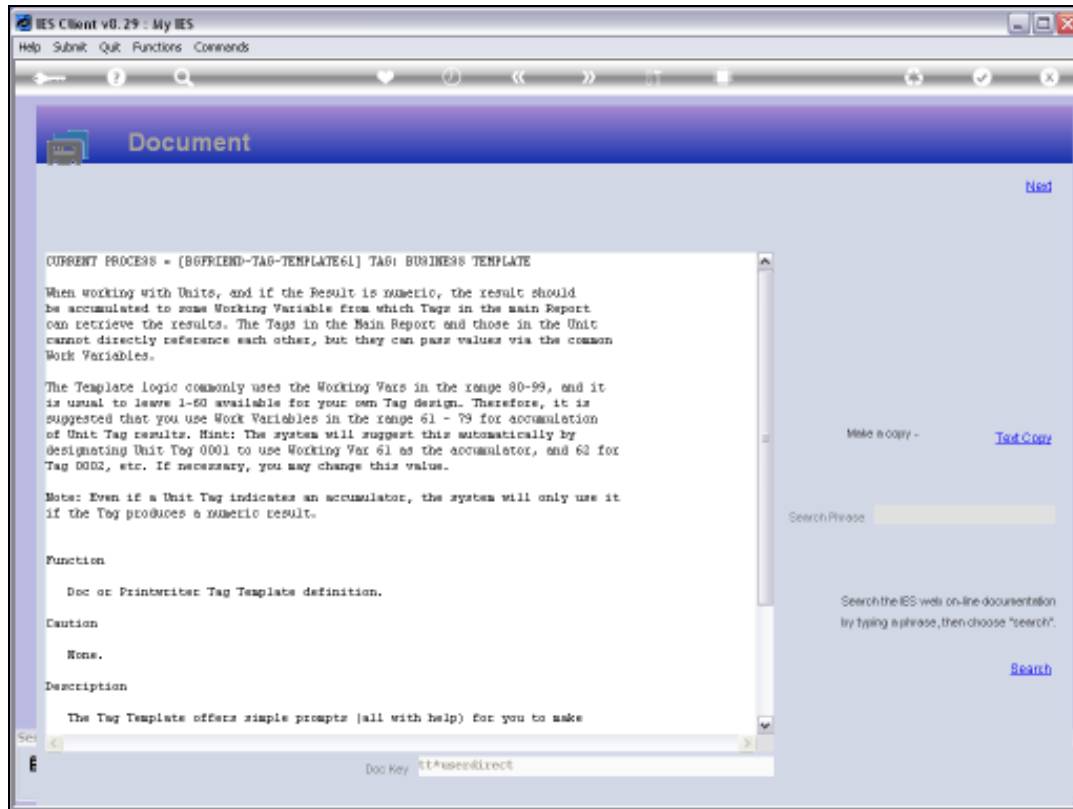 IES Client v8.29 : My IES
Help Submit Quit Functions Commands
Document
Next
CURRENT PROCESS = [BGFRIEND-TAG-TEMPLATE61] TAG: BUSINESS TEMPLATE
When working with Units, and if the Result is numeric, the result should
be accumulated to some Working Variable from which Tags in the main Report
can retrieve the results. The Tags in the Main Report and those in the Unit
cannot directly reference each other, but they can pass values via the common
Work Variables.
The Template logic commonly uses the Working Vars in the range 80-99, and it
is usual to leave 1-60 available for your own Tag design. Therefore, it is
suggested that you use Work Variables in the range 61 - 79 for accumulation
of Unit Tag results. Hint: The system will suggest this automatically by
designating Unit Tag 0001 to use Working Var 61 as the accumulator, and 62 for
Tag 0002, etc. If necessary, you may change this value.
Note: Even if a Unit Tag indicates an accumulator, the system will only use it
if the Tag produces a numeric result.
Make a copy -
Text Copy
Search Phrase
Function
Doc or Printwriter Tag Template definition.
Search the IES web on-line documentation
by typing a phrase, then choose "search".
Caution
None.
Search
Description
The Tag Template offers simple prompts (all with help) for you to make
Se
Doc Key tt*userdirect